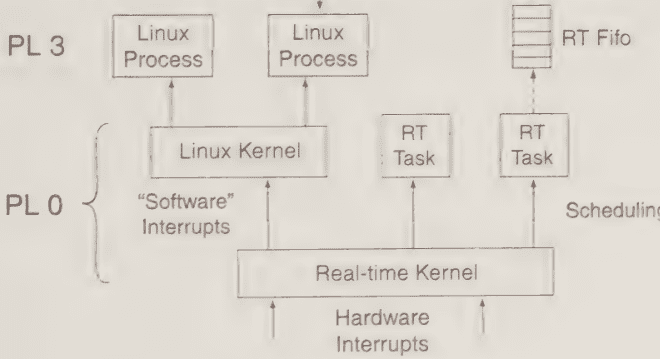 PL 3
Linux
Process
Linux
Process
RT Fifo
Linux Kernel
RT
Task
RT
Task
PL 0
"Software"
Interrupts
Scheduling
Real-time Kernel
Hardware
Interrupts